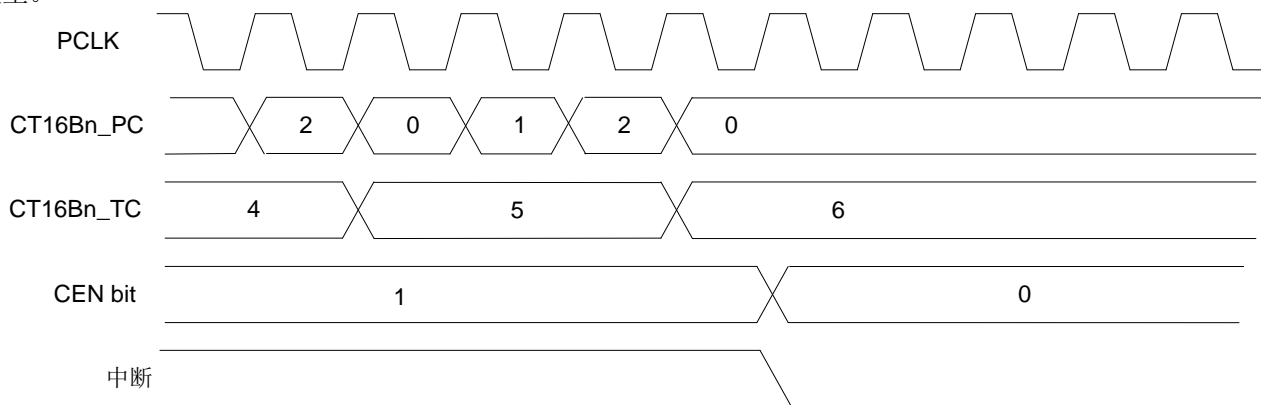 PCLK
CT16Bn_PC 2 0 1 2 0
CT16Bn_TC 4 5 6
CEN bit 1 0
中断